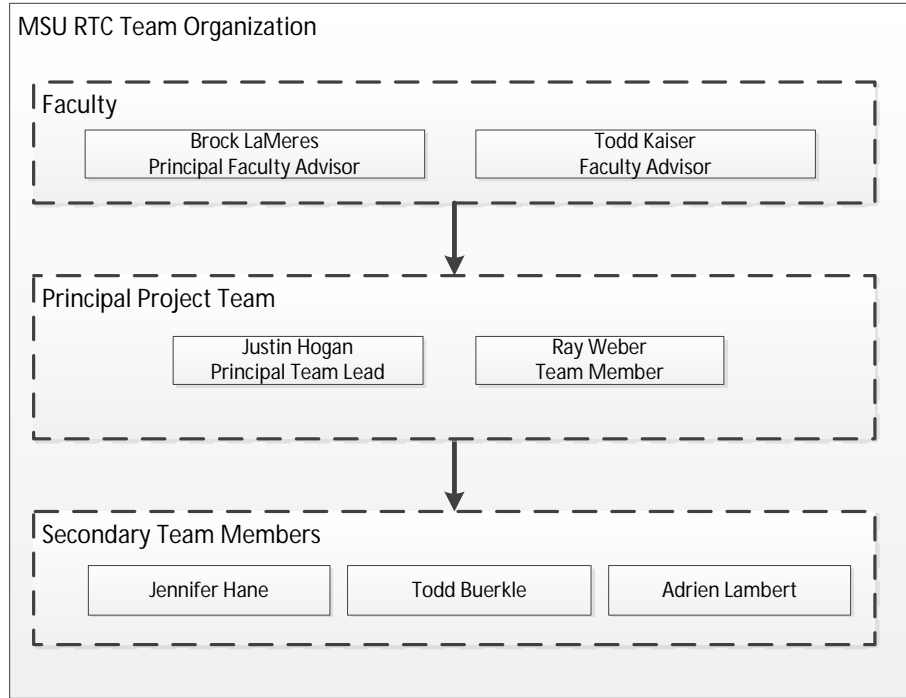 MSU RTC Team Organization
Faculty
Brock LaMeres
Principal Faculty Advisor
Todd Kaiser
Faculty Advisor
Principal Project Team
Justin Hogan
Principal Team Lead
Ray Weber
Team Member
Secondary Team Members
Jennifer Hane
Todd Buerkle
Adrien Lambert